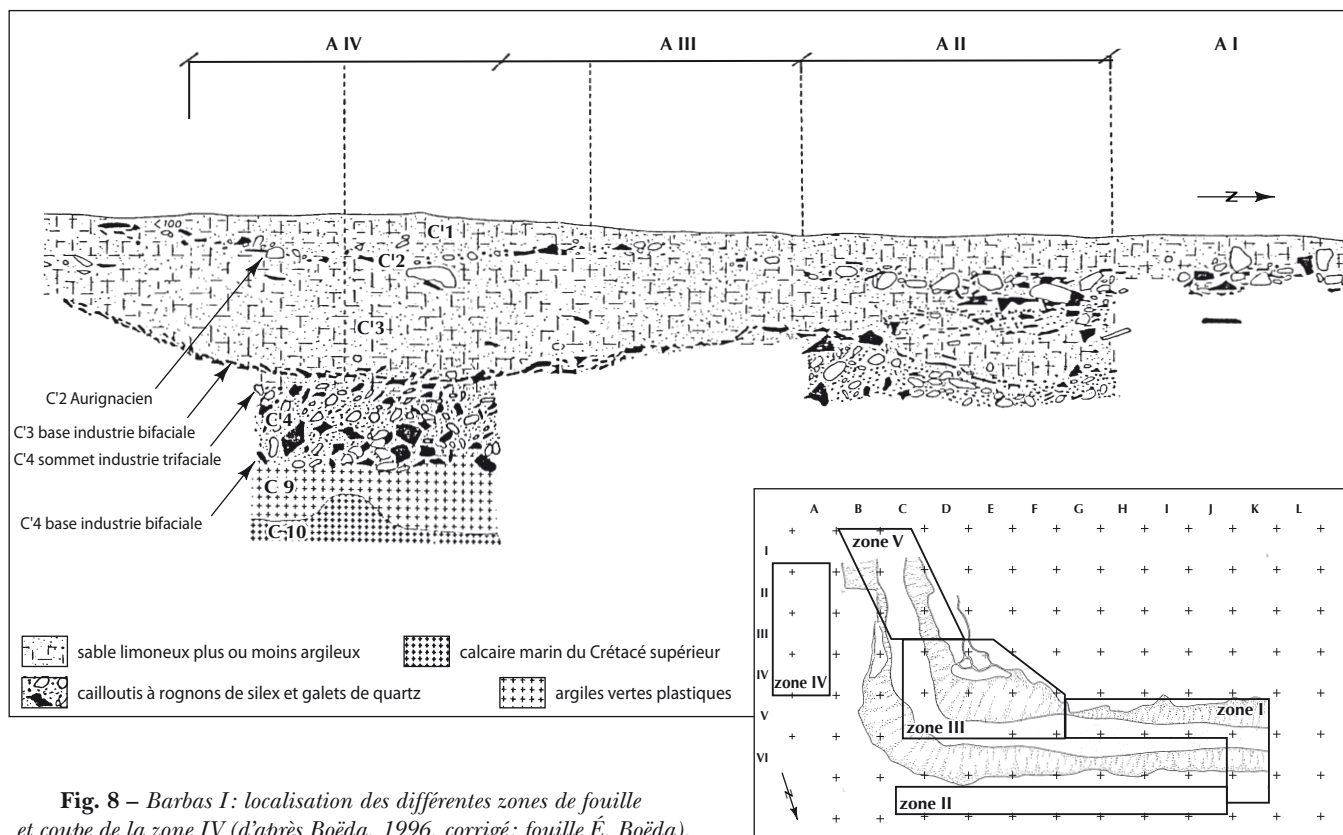 A IV A III A II A I
N
<100
C'1
C'2
C'3
C'2 Aurignacien
C'3 base industrie bifaciale
C'4 sommet industrie trifaciale
C'4 base industrie bifaciale
C'4
C 9
C 10
sable limoneux plus ou moins argileux
calcaire marin du Crétacé supérieur
cailloutis à rognons de silex et galets de quartz
argiles vertes plastiques
A B C D E F G H I J K L
I
II
III
IV
V
VI
zone V
zone IV
zone III
zone I
zone II
N
Fig. 8 – Barbas I : localisation des différentes zones de fouille
et coupe de la zone IV (d'après Boëda, 1996, corrigé ; fouille É. Boëda).